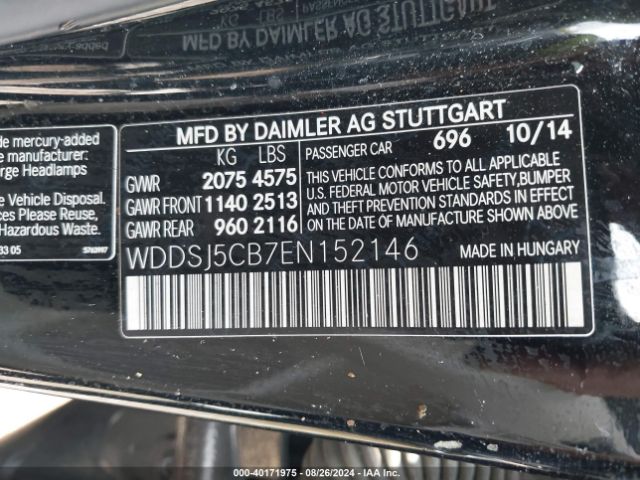 MFD BY DAIMLER AG STUTTGART
de mercury-added
e manufacturer:
rge Headlamps
e Vehicle Disposal.
ces Please Reuse,
Hazardous Waste.
33 05
MFD BY DAIMLER AG STUTTGART
KG LBS
GVWR 2075 4575
GAWR FRONT 1140 2513
GAWR REAR 960 2116
PASSENGER CAR 696 10/14
THIS VEHICLE CONFORMS TO ALL APPLICABLE
U.S. FEDERAL MOTOR VEHICLE SAFETY,BUMPER
AND THEFT PREVENTION STANDARDS IN EFFECT
ON THE DATE OF MANUFACTURE SHOWN ABOVE.
WDDSJ5CB7EN152146
MADE IN HUNGARY
000-40171975 - 08/26/2024 - IAA Inc.